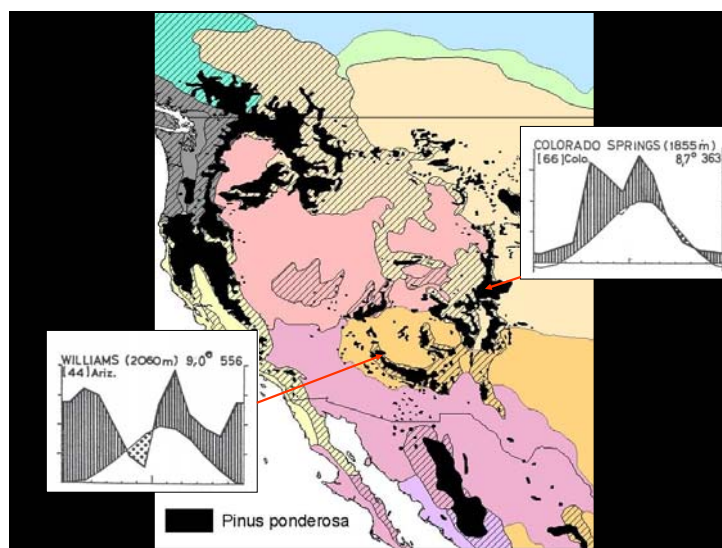 COLORADO SPRINGS (1855m)
[66]Colo. 8,7° 363
WILLIAMS (2060m) 9,0° 556
[44]Ariz.
Pinus ponderosa